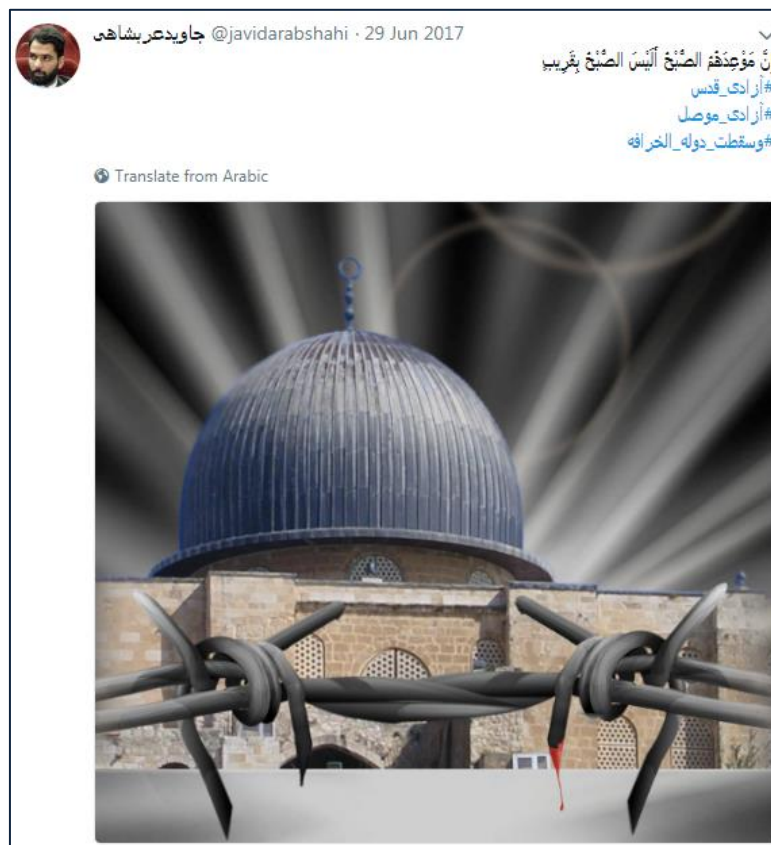 جاویدعربشاهی @javidarabshahi · 29 Jun 2017
نَّ مَوْعِدَهُمُ الصُّبْحُ أَلَيْسَ الصُّبْحُ بِقَرِيبٍ
#آزادی_قدس
#آزادی_موصل
#وسقطت_دوله_الخرافه
Translate from Arabic